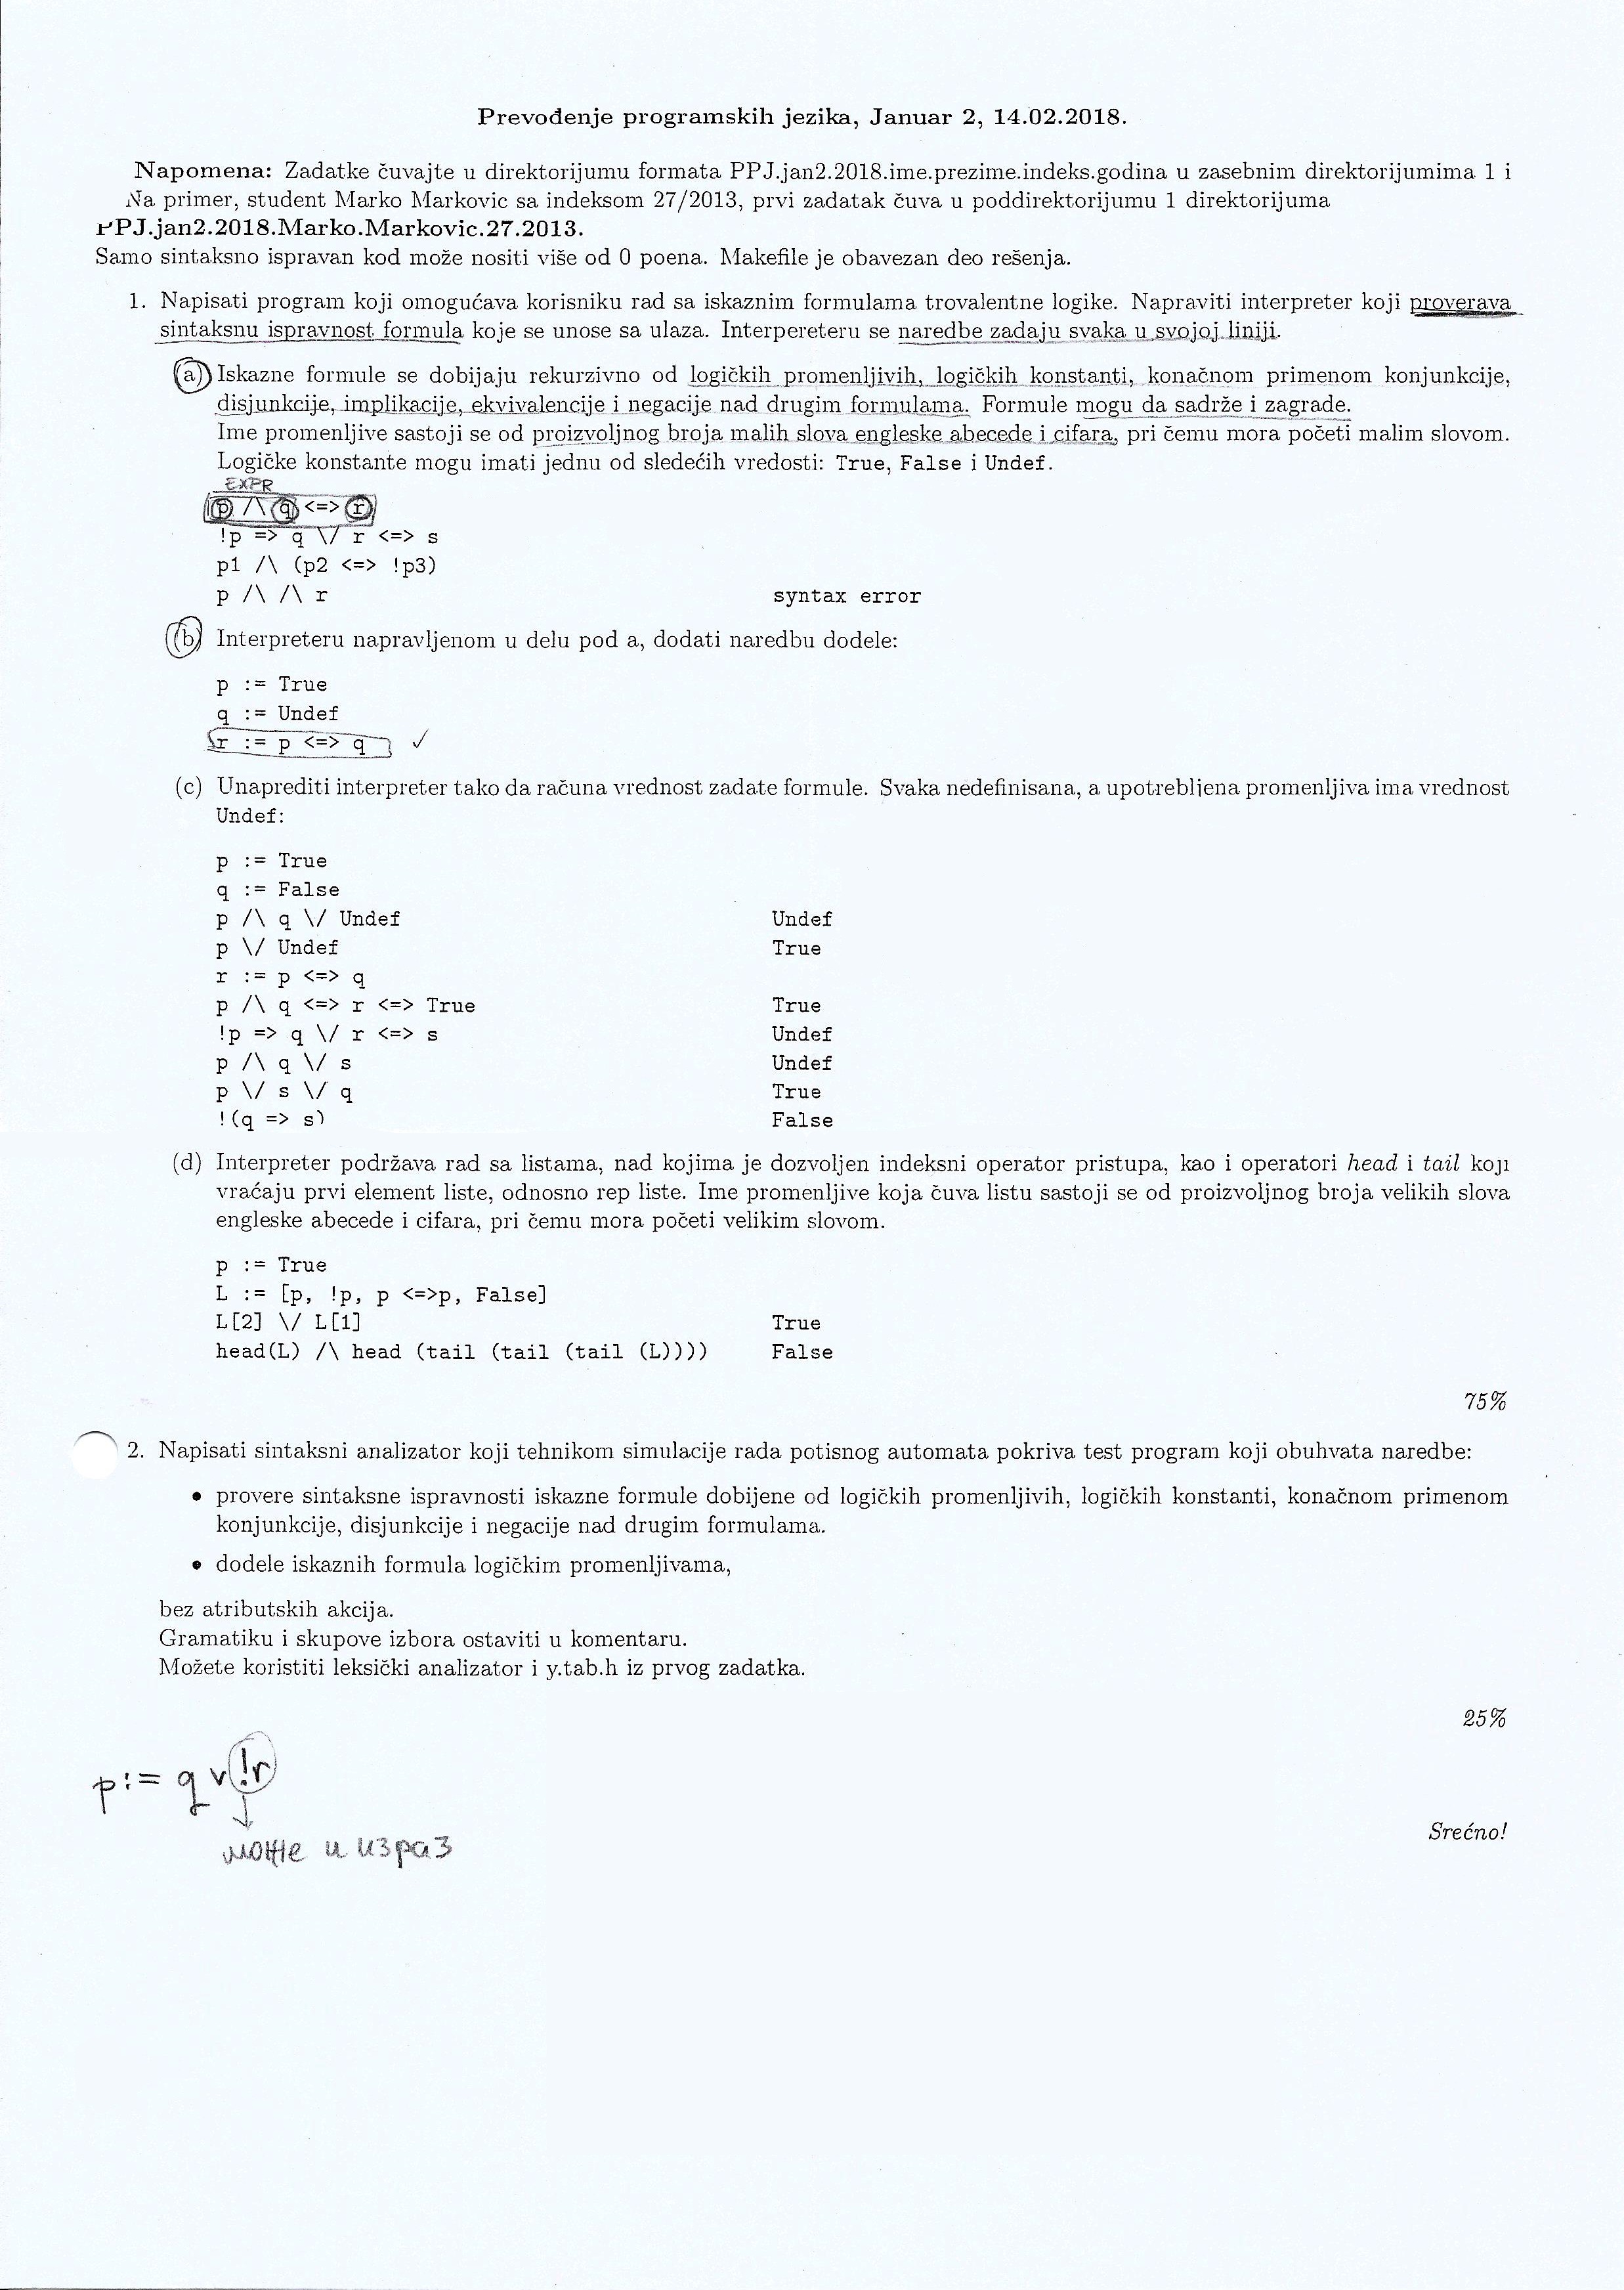 Prevođenje programskih jezika, Januar 2, 14.02.2018.
Napomena: Zadatke čuvajte u direktorijumu formata PPJ.jan2.2018.ime.prezime.indeks.godina u zasebnim direktorijumima 1 i
Na primer, student Marko Markovic sa indeksom 27/2013, prvi zadatak čuva u poddirektorijumu 1 direktorijuma
PPJ.jan2.2018.Marko.Markovic.27.2013.
Samo sintaksno ispravan kod može nositi više od 0 poena. Makefile je obavezan deo rešenja.
1. Napisati program koji omogućava korisniku rad sa iskaznim formulama trovalentne logike. Napraviti interpreter koji proverava
sintaksnu ispravnost formula koje se unose sa ulaza. Interpereteru se naredbe zadaju svaka u svojoj liniji.
(a) Iskazne formule se dobijaju rekurzivno od logičkih promenljivih, logičkih konstanti, konačnom primenom konjunkcije,
disjunkcije, implikacije, ekvivalencije i negacije nad drugim formulama. Formule mogu da sadrže i zagrade.
Ime promenljive sastoji se od proizvoljnog broja malih slova engleske abecede i cifara, pri čemu mora početi malim slovom.
Logičke konstante mogu imati jednu od sledećih vredosti: True, False i Undef.
EXPR
p /\ q <=> r
!p => q \/ r <=> s
p1 /\ (p2 <=> !p3)
p /\ /\ r syntax error
(b) Interpreteru napravljenom u delu pod a, dodati naredbu dodele:
p := True
q := Undef
r := p <=> q ✓
(c) Unaprediti interpreter tako da računa vrednost zadate formule. Svaka nedefinisana, a upotrebljena promenljiva ima vrednost
Undef:
p := True
q := False
p /\ q \/ Undef Undef
p \/ Undef True
r := p <=> q
p /\ q <=> r <=> True True
!p => q \/ r <=> s Undef
p /\ q \/ s Undef
p \/ s \/ q True
!(q => s) False
(d) Interpreter podržava rad sa listama, nad kojima je dozvoljen indeksni operator pristupa, kao i operatori head i tail koji
vraćaju prvi element liste, odnosno rep liste. Ime promenljive koja čuva listu sastoji se od proizvoljnog broja velikih slova
engleske abecede i cifara, pri čemu mora početi velikim slovom.
p := True
L := [p, !p, p <=>p, False]
L[2] \/ L[1] True
head(L) /\ head (tail (tail (tail (L)))) False
75%
2. Napisati sintaksni analizator koji tehnikom simulacije rada potisnog automata pokriva test program koji obuhvata naredbe:
• provere sintaksne ispravnosti iskazne formule dobijene od logičkih promenljivih, logičkih konstanti, konačnom primenom
konjunkcije, disjunkcije i negacije nad drugim formulama.
• dodele iskaznih formula logičkim promenljivama,
bez atributskih akcija.
Gramatiku i skupove izbora ostaviti u komentaru.
Možete koristiti leksički analizator i y.tab.h iz prvog zadatka.
25%
p := q v !r
може и израз
Srećno!